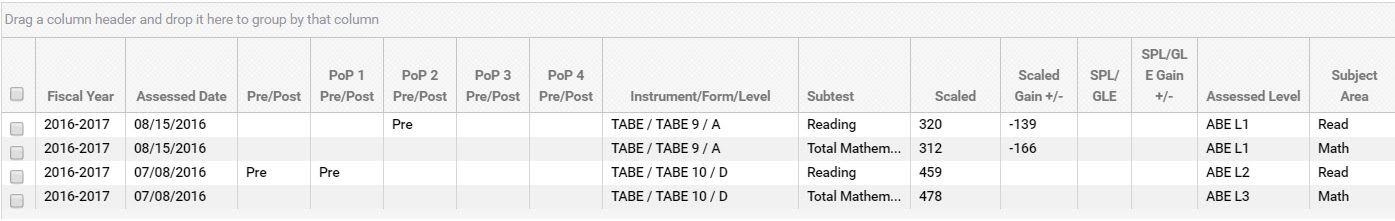 Drag a column header and drop it here to group by that column
Fiscal Year Assessed Date Pre/Post PoP 1 Pre/Post PoP 2 Pre/Post PoP 3 Pre/Post PoP 4 Pre/Post Instrument/Form/Level Subtest Scaled Scaled Gain +/- SPL/ GLE SPL/GL E Gain +/- Assessed Level Subject Area
2016-2017 08/15/2016 Pre TABE / TABE 9 / A Reading 320 -139 ABE L1 Read
2016-2017 08/15/2016 TABE / TABE 9 / A Total Mathem... 312 -166 ABE L1 Math
2016-2017 07/08/2016 Pre Pre TABE / TABE 10 / D Reading 459 ABE L2 Read
2016-2017 07/08/2016 TABE / TABE 10 / D Total Mathem... 478 ABE L3 Math